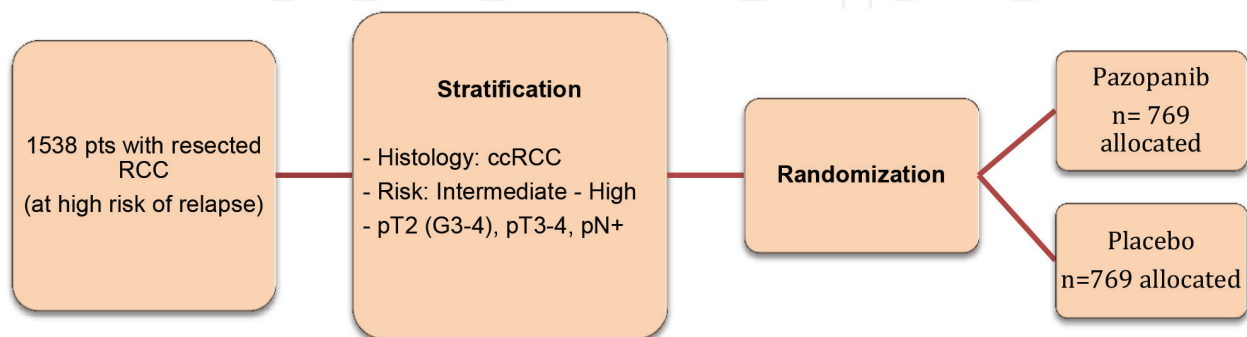 1538 pts with resected
RCC
(at high risk of relapse)
Stratification
- Histology: ccRCC
- Risk: Intermediate - High
- pT2 (G3-4), pT3-4, pN+
Randomization
Pazopanib
n= 769
allocated
Placebo
n=769 allocated